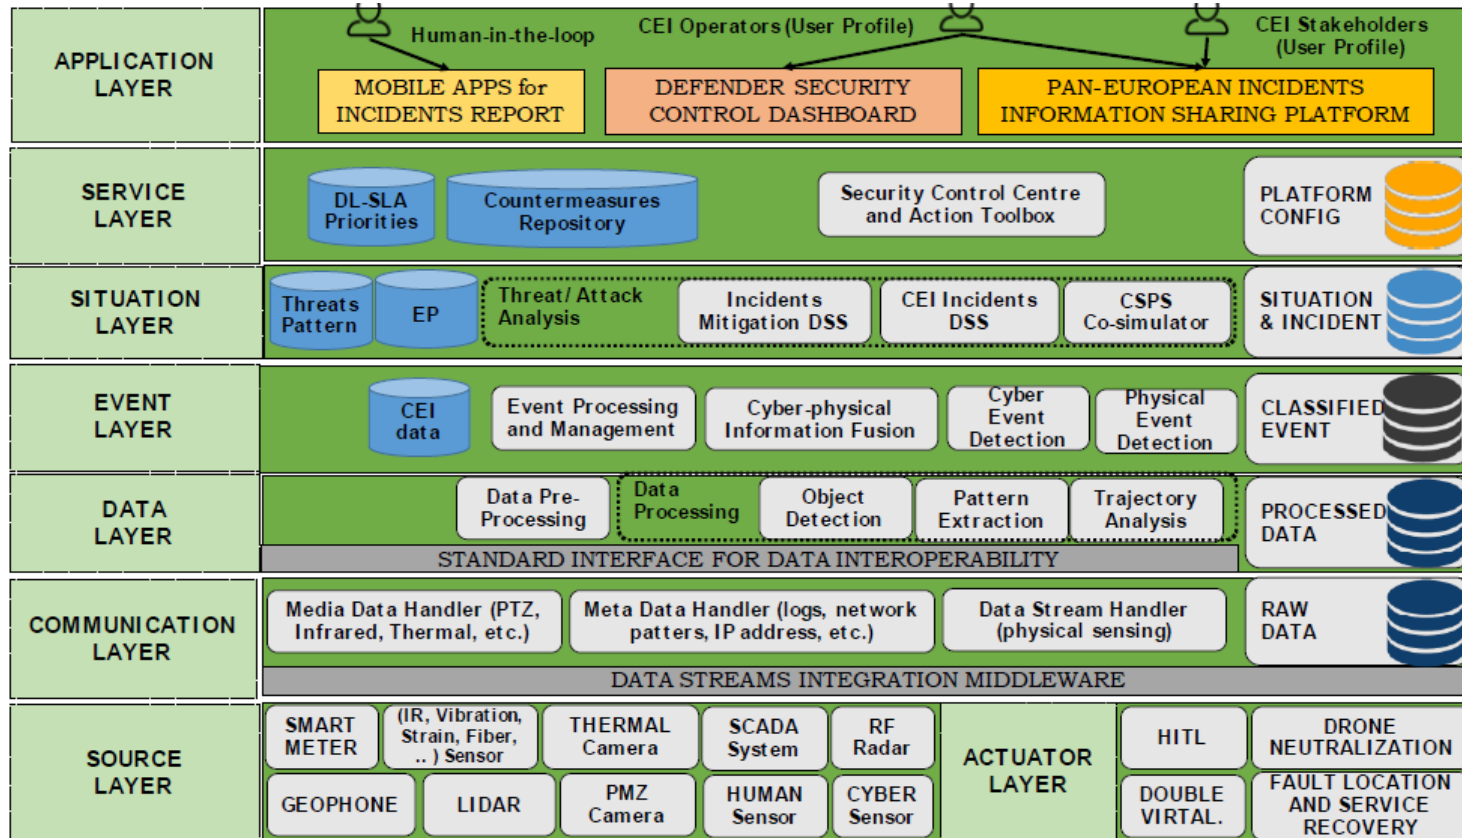 APPLICATION
LAYER
Human-in-the-loop
CEI Operators (User Profile)
CEI Stakeholders
(User Profile)
MOBILE APPS for
INCIDENTS REPORT
DEFENDER SECURITY
CONTROL DASHBOARD
PAN-EUROPEAN INCIDENTS
INFORMATION SHARING PLATFORM
SERVICE
LAYER
DL-SLA
Priorities
Countermeasures
Repository
Security Control Centre
and Action Toolbox
PLATFORM
CONFIG
SITUATION
LAYER
Threats
Pattern
EP
Threat/ Attack
Analysis
Incidents
Mitigation DSS
CEI Incidents
DSS
CSPS
Co-simulator
SITUATION
& INCIDENT
EVENT
LAYER
CEI
data
Event Processing
and Management
Cyber-physical
Information Fusion
Cyber
Event
Detection
Physical
Event
Detection
CLASSIFIED
EVENT
DATA
LAYER
Data Pre-
Processing
Data
Processing
Object
Detection
Pattern
Extraction
Trajectory
Analysis
PROCESSED
DATA
STANDARD INTERFACE FOR DATA INTEROPERABILITY
COMMUNICATION
LAYER
Media Data Handler (PTZ,
Infrared, Thermal, etc.)
Meta Data Handler (logs, network
patters, IP address, etc.)
Data Stream Handler
(physical sensing)
RAW
DATA
DATA STREAMS INTEGRATION MIDDLEWARE
SOURCE
LAYER
SMART
METER
(IR, Vibration,
Strain, Fiber,
.. ) Sensor
THERMAL
Camera
SCADA
System
RF
Radar
GEOPHONE
LIDAR
PMZ
Camera
HUMAN
Sensor
CYBER
Sensor
ACTUATOR
LAYER
HITL
DRONE
NEUTRALIZATION
DOUBLE
VIRTAL.
FAULT LOCATION
AND SERVICE
RECOVERY